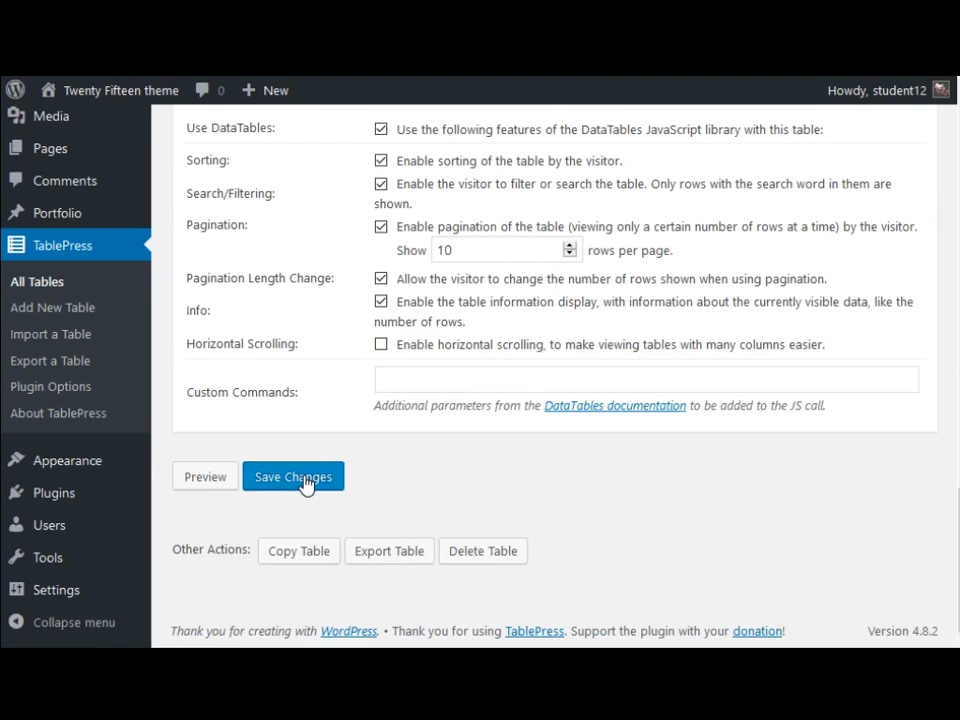 Twenty Fifteen theme 0 New Howdy, student12
Media
Pages
Comments
Portfolio
TablePress
All Tables
Add New Table
Import a Table
Export a Table
Plugin Options
About TablePress
Appearance
Plugins
Users
Tools
Settings
Collapse menu
Use DataTables: Use the following features of the DataTables JavaScript library with this table:
Sorting: Enable sorting of the table by the visitor.
Search/Filtering: Enable the visitor to filter or search the table. Only rows with the search word in them are
shown.
Pagination: Enable pagination of the table (viewing only a certain number of rows at a time) by the visitor.
Show 10 rows per page.
Pagination Length Change: Allow the visitor to change the number of rows shown when using pagination.
Info: Enable the table information display, with information about the currently visible data, like the
number of rows.
Horizontal Scrolling: Enable horizontal scrolling, to make viewing tables with many columns easier.
Custom Commands:
Additional parameters from the DataTables documentation to be added to the JS call.
Preview Save Changes
Other Actions: Copy Table Export Table Delete Table
Thank you for creating with WordPress. • Thank you for using TablePress. Support the plugin with your donation! Version 4.8.2